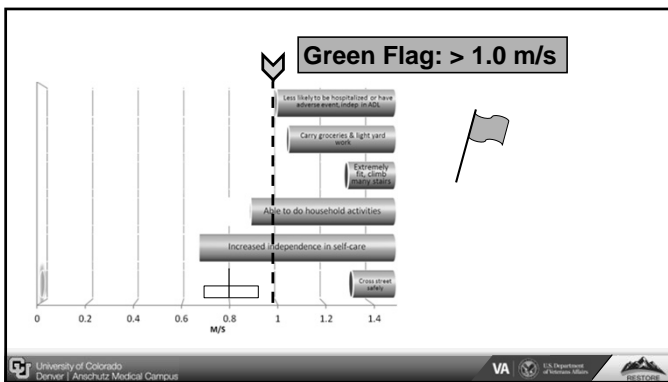 Green Flag: > 1.0 m/s
Less likely to be hospitalized or have
adverse event, indep in ADL
Carry groceries & light yard
work
Extremely
fit, climb
many stairs
Able to do household activities
Increased independence in self-care
Cross street
safely
0 0.2 0.4 0.6 0.8 1 1.2 1.4
M/S
University of Colorado
Denver | Anschutz Medical Campus
VA
U.S. Department
of Veterans Affairs
RESTORE